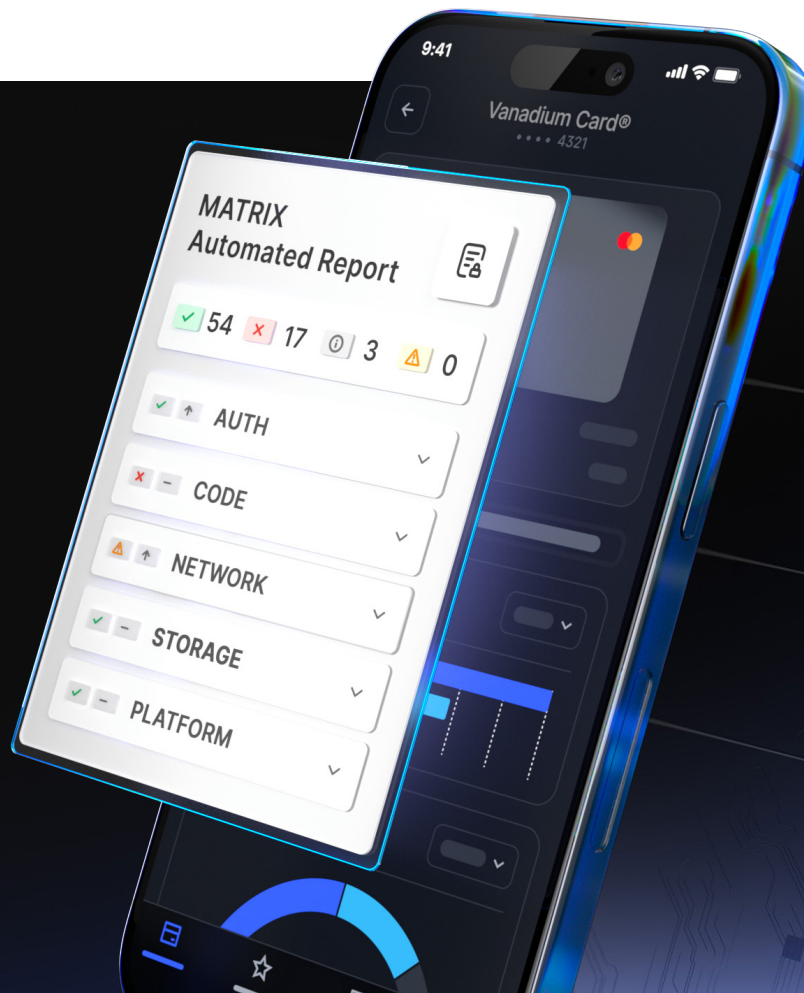 9:41
Vanadium Card®
•••• 4321
MATRIX
Automated Report
54 17 3 0
AUTH
CODE
NETWORK
STORAGE
PLATFORM